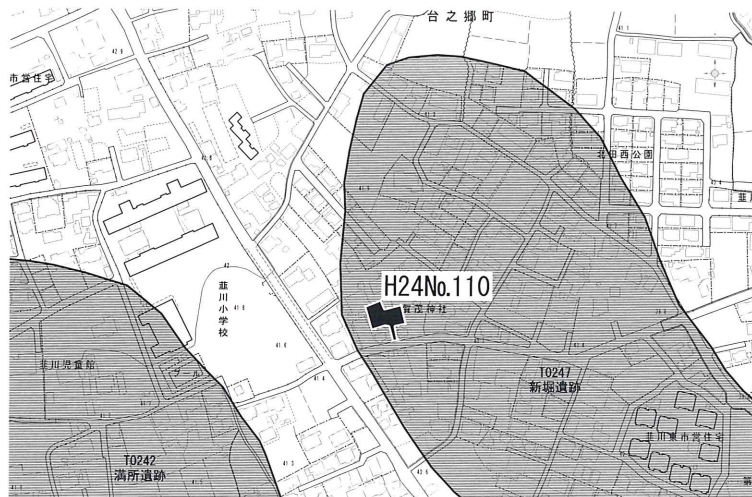 台之郷町
市営住宅
北田西公園
韮川
H24No.110
賀茂神社
韮川小学校
プール
韮川児童館
T0247
新堀遺跡
韮川東市営住宅
T0242
満所遺跡